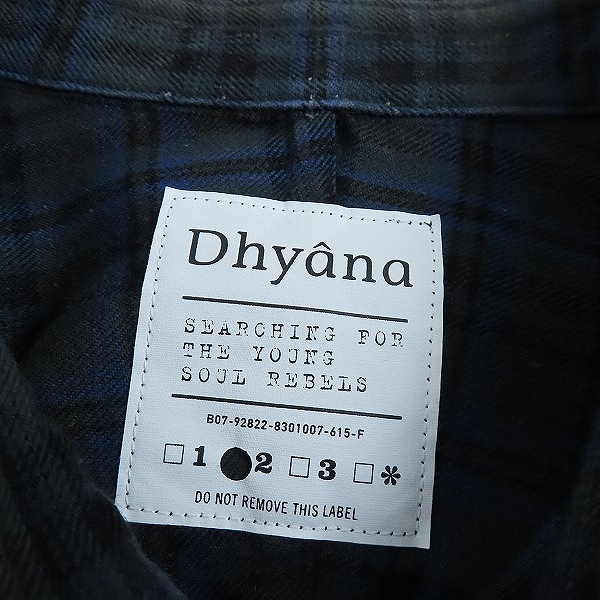 Dhyâna
SEARCHING FOR
THE YOUNG
SOUL REBELS
B07-92822-8301007-615-F
□1 ●2 □3 □*
DO NOT REMOVE THIS LABEL